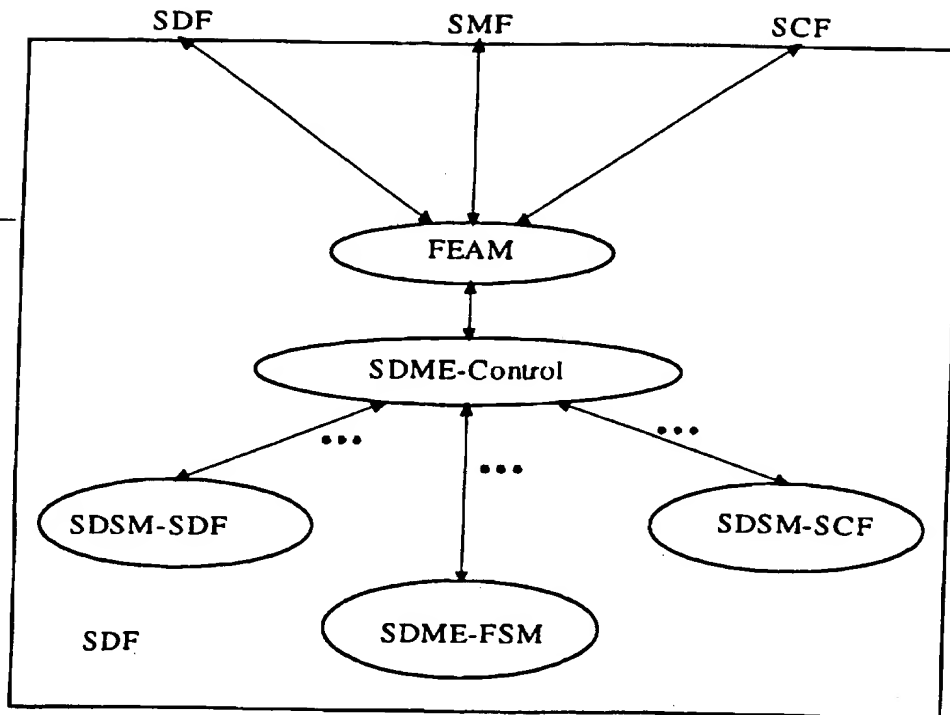 SDF
SMF
SCF
FEAM
SDME-Control
SDSM-SDF
SDSM-SCF
SDME-FSM
SDF